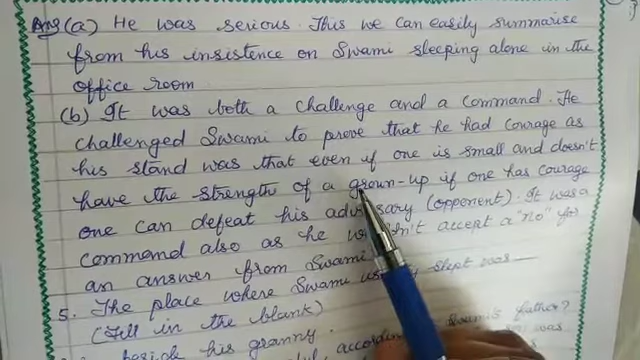 Ans (a) He was serious. This we can easily summarise
from his insistence on Swami sleeping alone in the
office room
(b) It was both a challenge and a command. He
challenged Swami to prove that he had courage as
his stand was that even if one is small and doesn't
have the strength of a grown-up if one has courage
one can defeat his adversary (opponent). It was a
command also as he wouldn't accept a "no" for
an answer from Swami
5. The place where Swami slept was —
(Fill in the blank)
beside his granny
father?
was